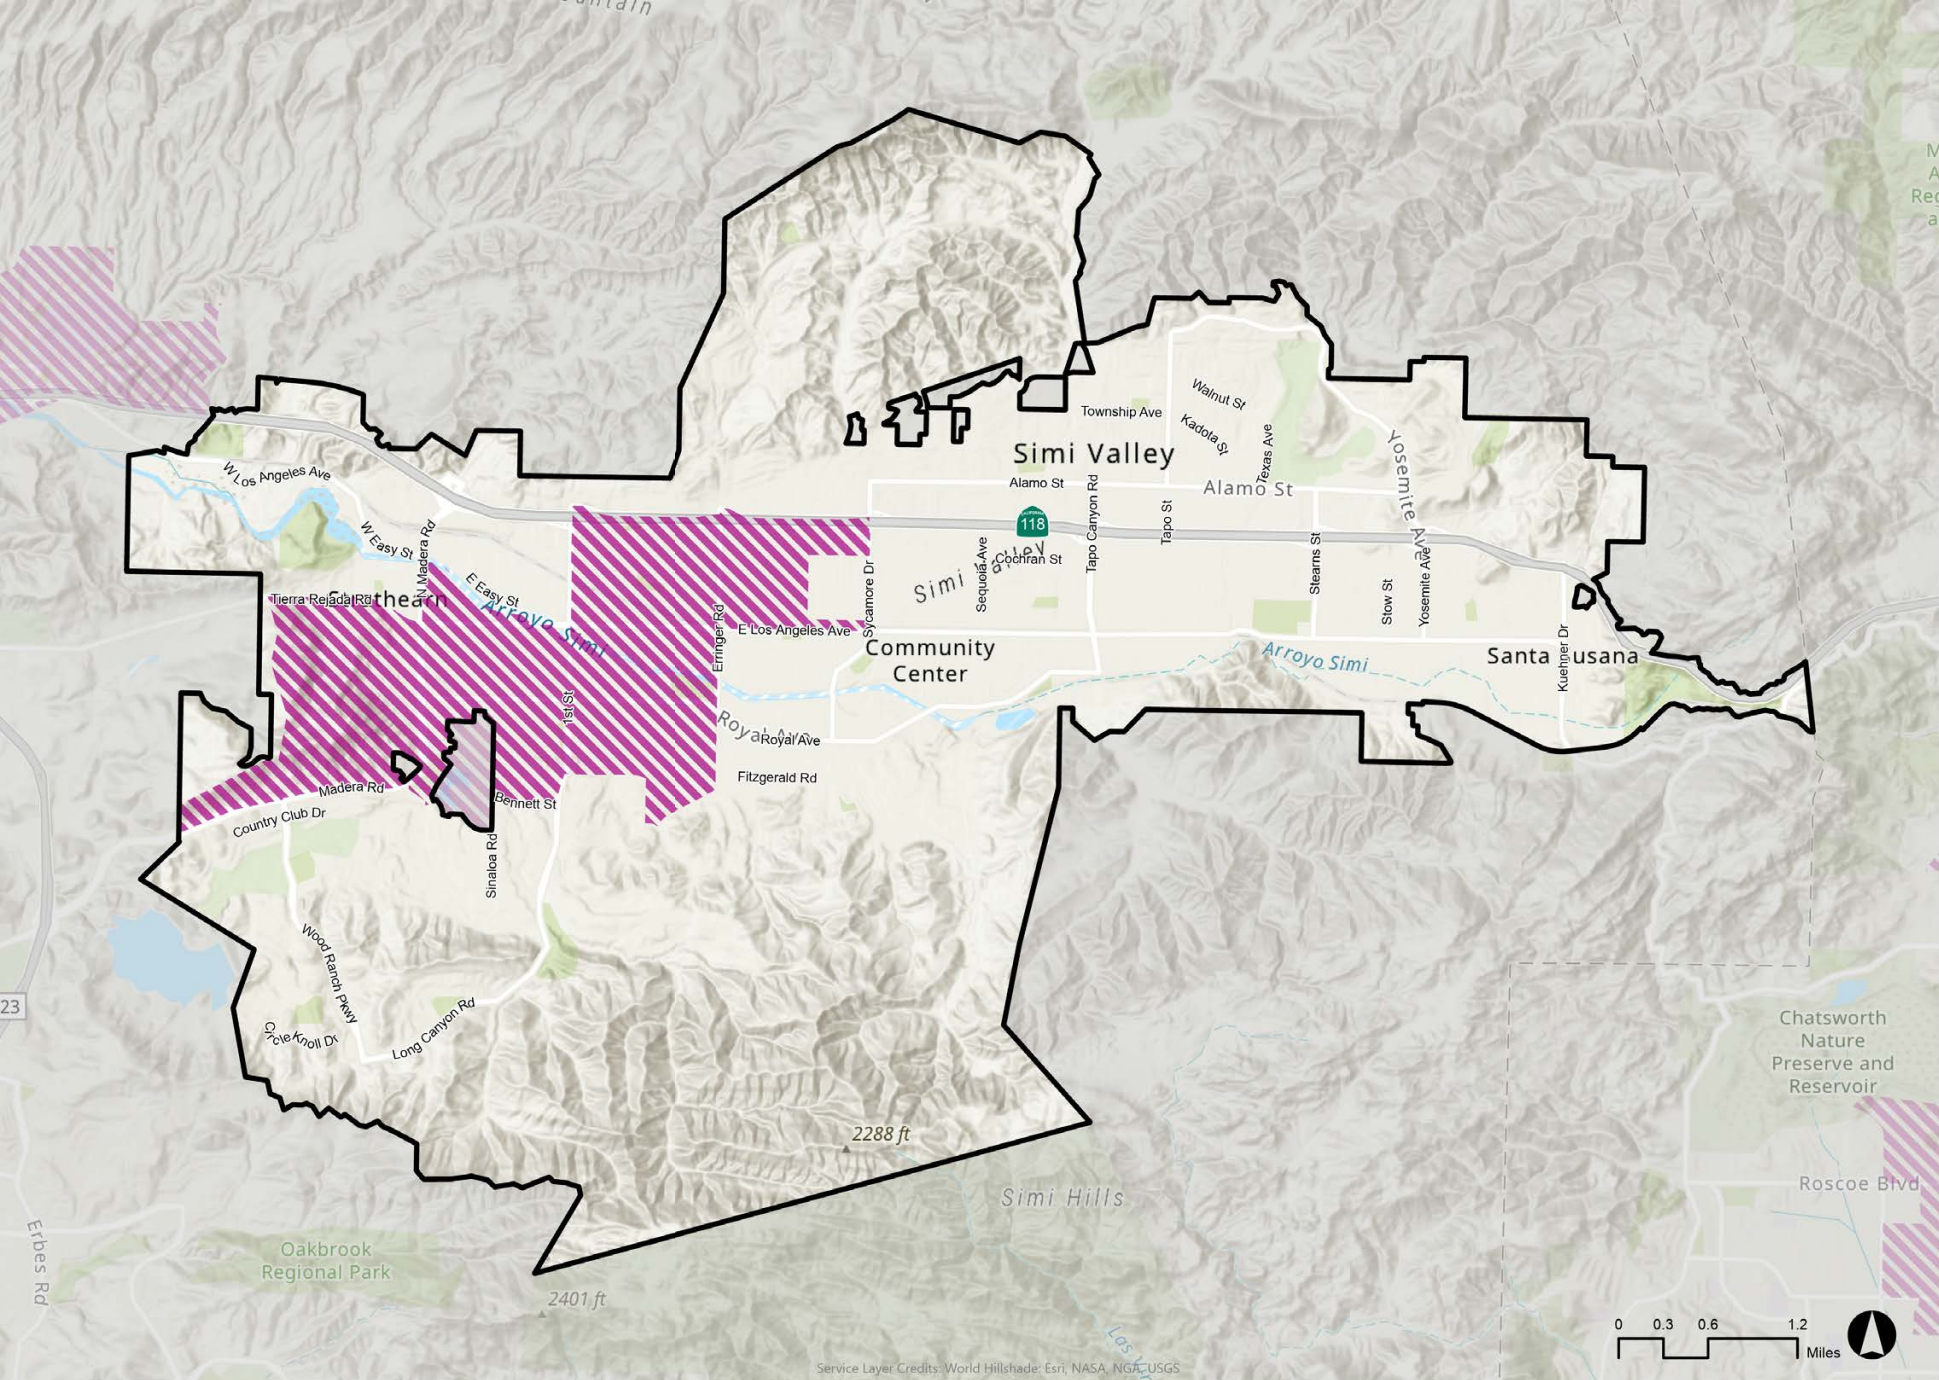 M
A
Rec
a
Walnut St
Township Ave
Kadota St
Texas Ave
Simi Valley
Yosemite Ave
W Los Angeles Ave
Alamo St
Alamo St
Tapo Canyon Rd
Tapo St
118
W Easy St
N Madera Rd
Simi Valley
Cochran St
Sequoia Ave
Stearns St
E Easy St
Stow St
Yosemite Ave
Tierra Rejada Rd
Arroyo Simi
Sycamore Dr
Erringer Rd
E Los Angeles Ave
Community
Center
Arroyo Simi
Santa Susana
Kuehner Dr
1st St
Royal Ave
Royal Ave
Fitzgerald Rd
Madera Rd
Bennett St
Country Club Dr
Sinaloa Rd
Wood Ranch Pkwy
23
Long Canyon Rd
Circle Knoll Dr
Chatsworth
Nature
Preserve and
Reservoir
2288 ft
Simi Hills
Roscoe Blvd
Erbes Rd
Oakbrook
Regional Park
2401 ft
0 0.3 0.6 1.2
Miles
Service Layer Credits: World Hillshade: Esri, NASA, NGA, USGS